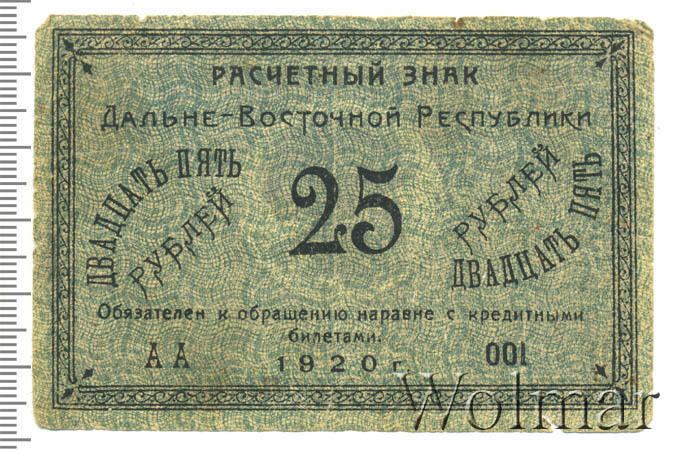 РАСЧЕТНЫЙ ЗНАК
ДАЛЬНЕ-ВОСТОЧНОЙ РЕСПУБЛИКИ
ДВАДЦАТЬ ПЯТЬ
РУБЛЕЙ
25
РУБЛЕЙ
ДВАДЦАТЬ ПЯТЬ
Обязателен к обращению наравне с кредитными
билетами.
АА
1920 г.
001
Wolmar